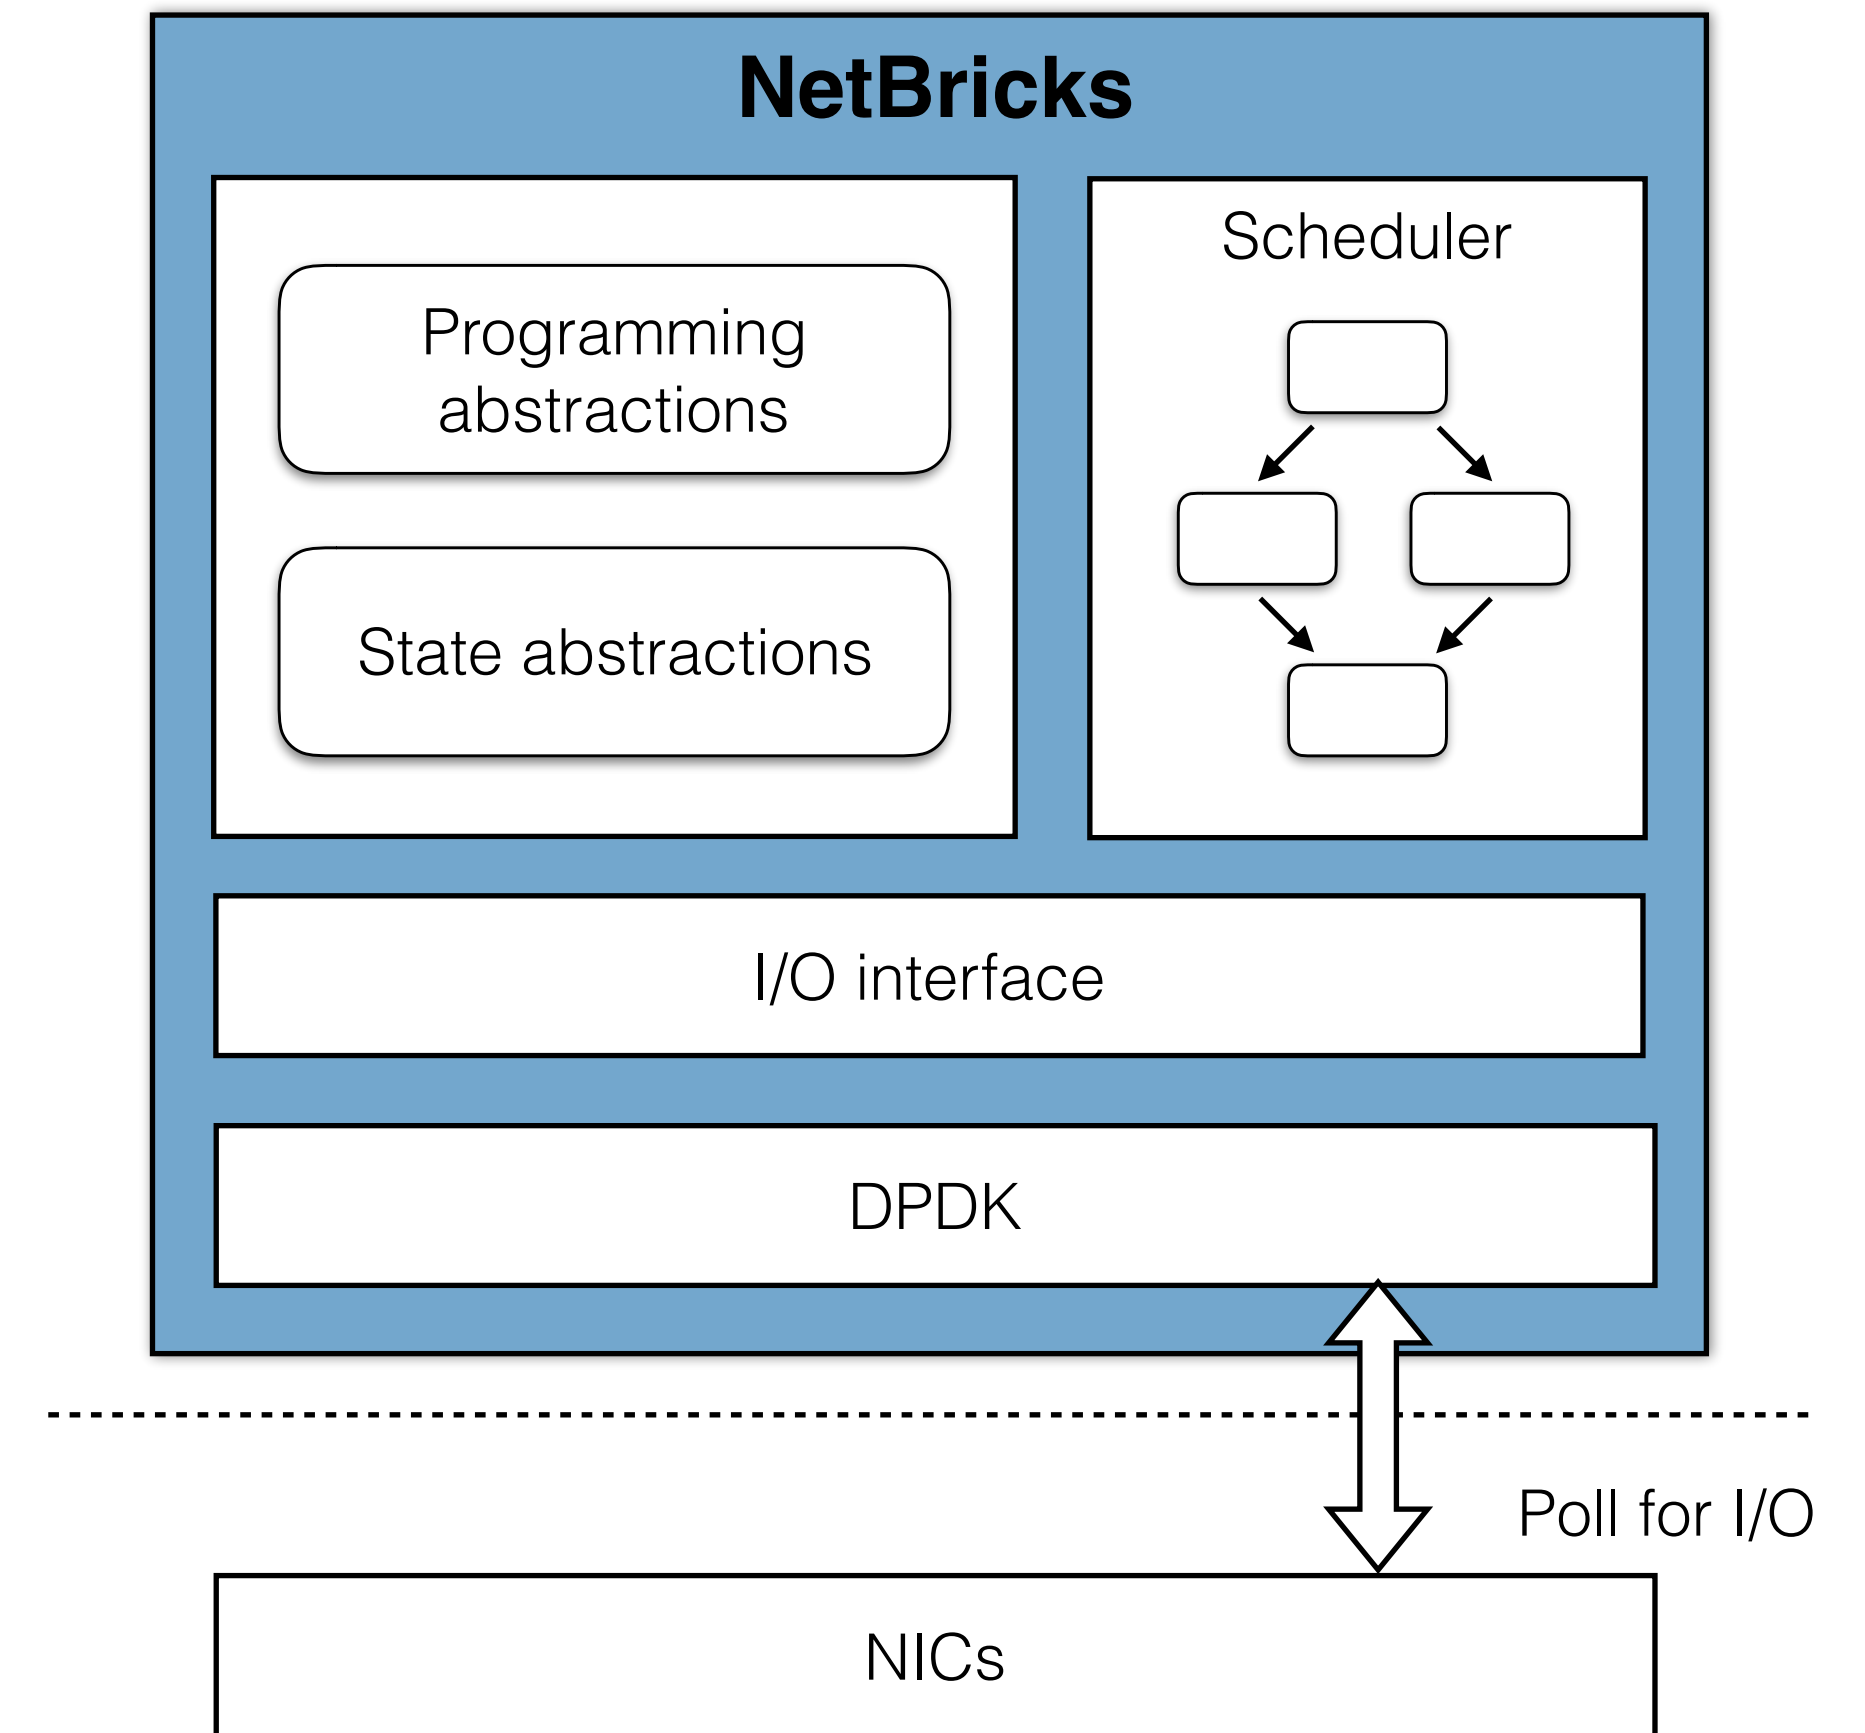 NetBricks
Programming
abstractions
State abstractions
Scheduler
I/O interface
DPDK
Poll for I/O
NICs